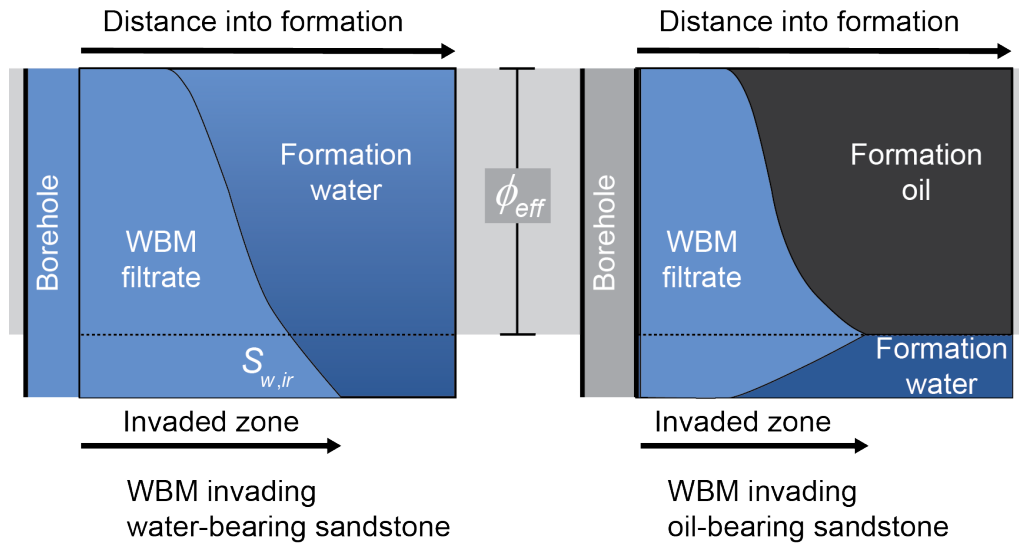 Distance into formation
Borehole
WBM
filtrate
Formation
water
S w,ir
Invaded zone
WBM invading
water-bearing sandstone
ϕeff
Distance into formation
Borehole
WBM
filtrate
Formation
oil
Formation
water
Invaded zone
WBM invading
oil-bearing sandstone